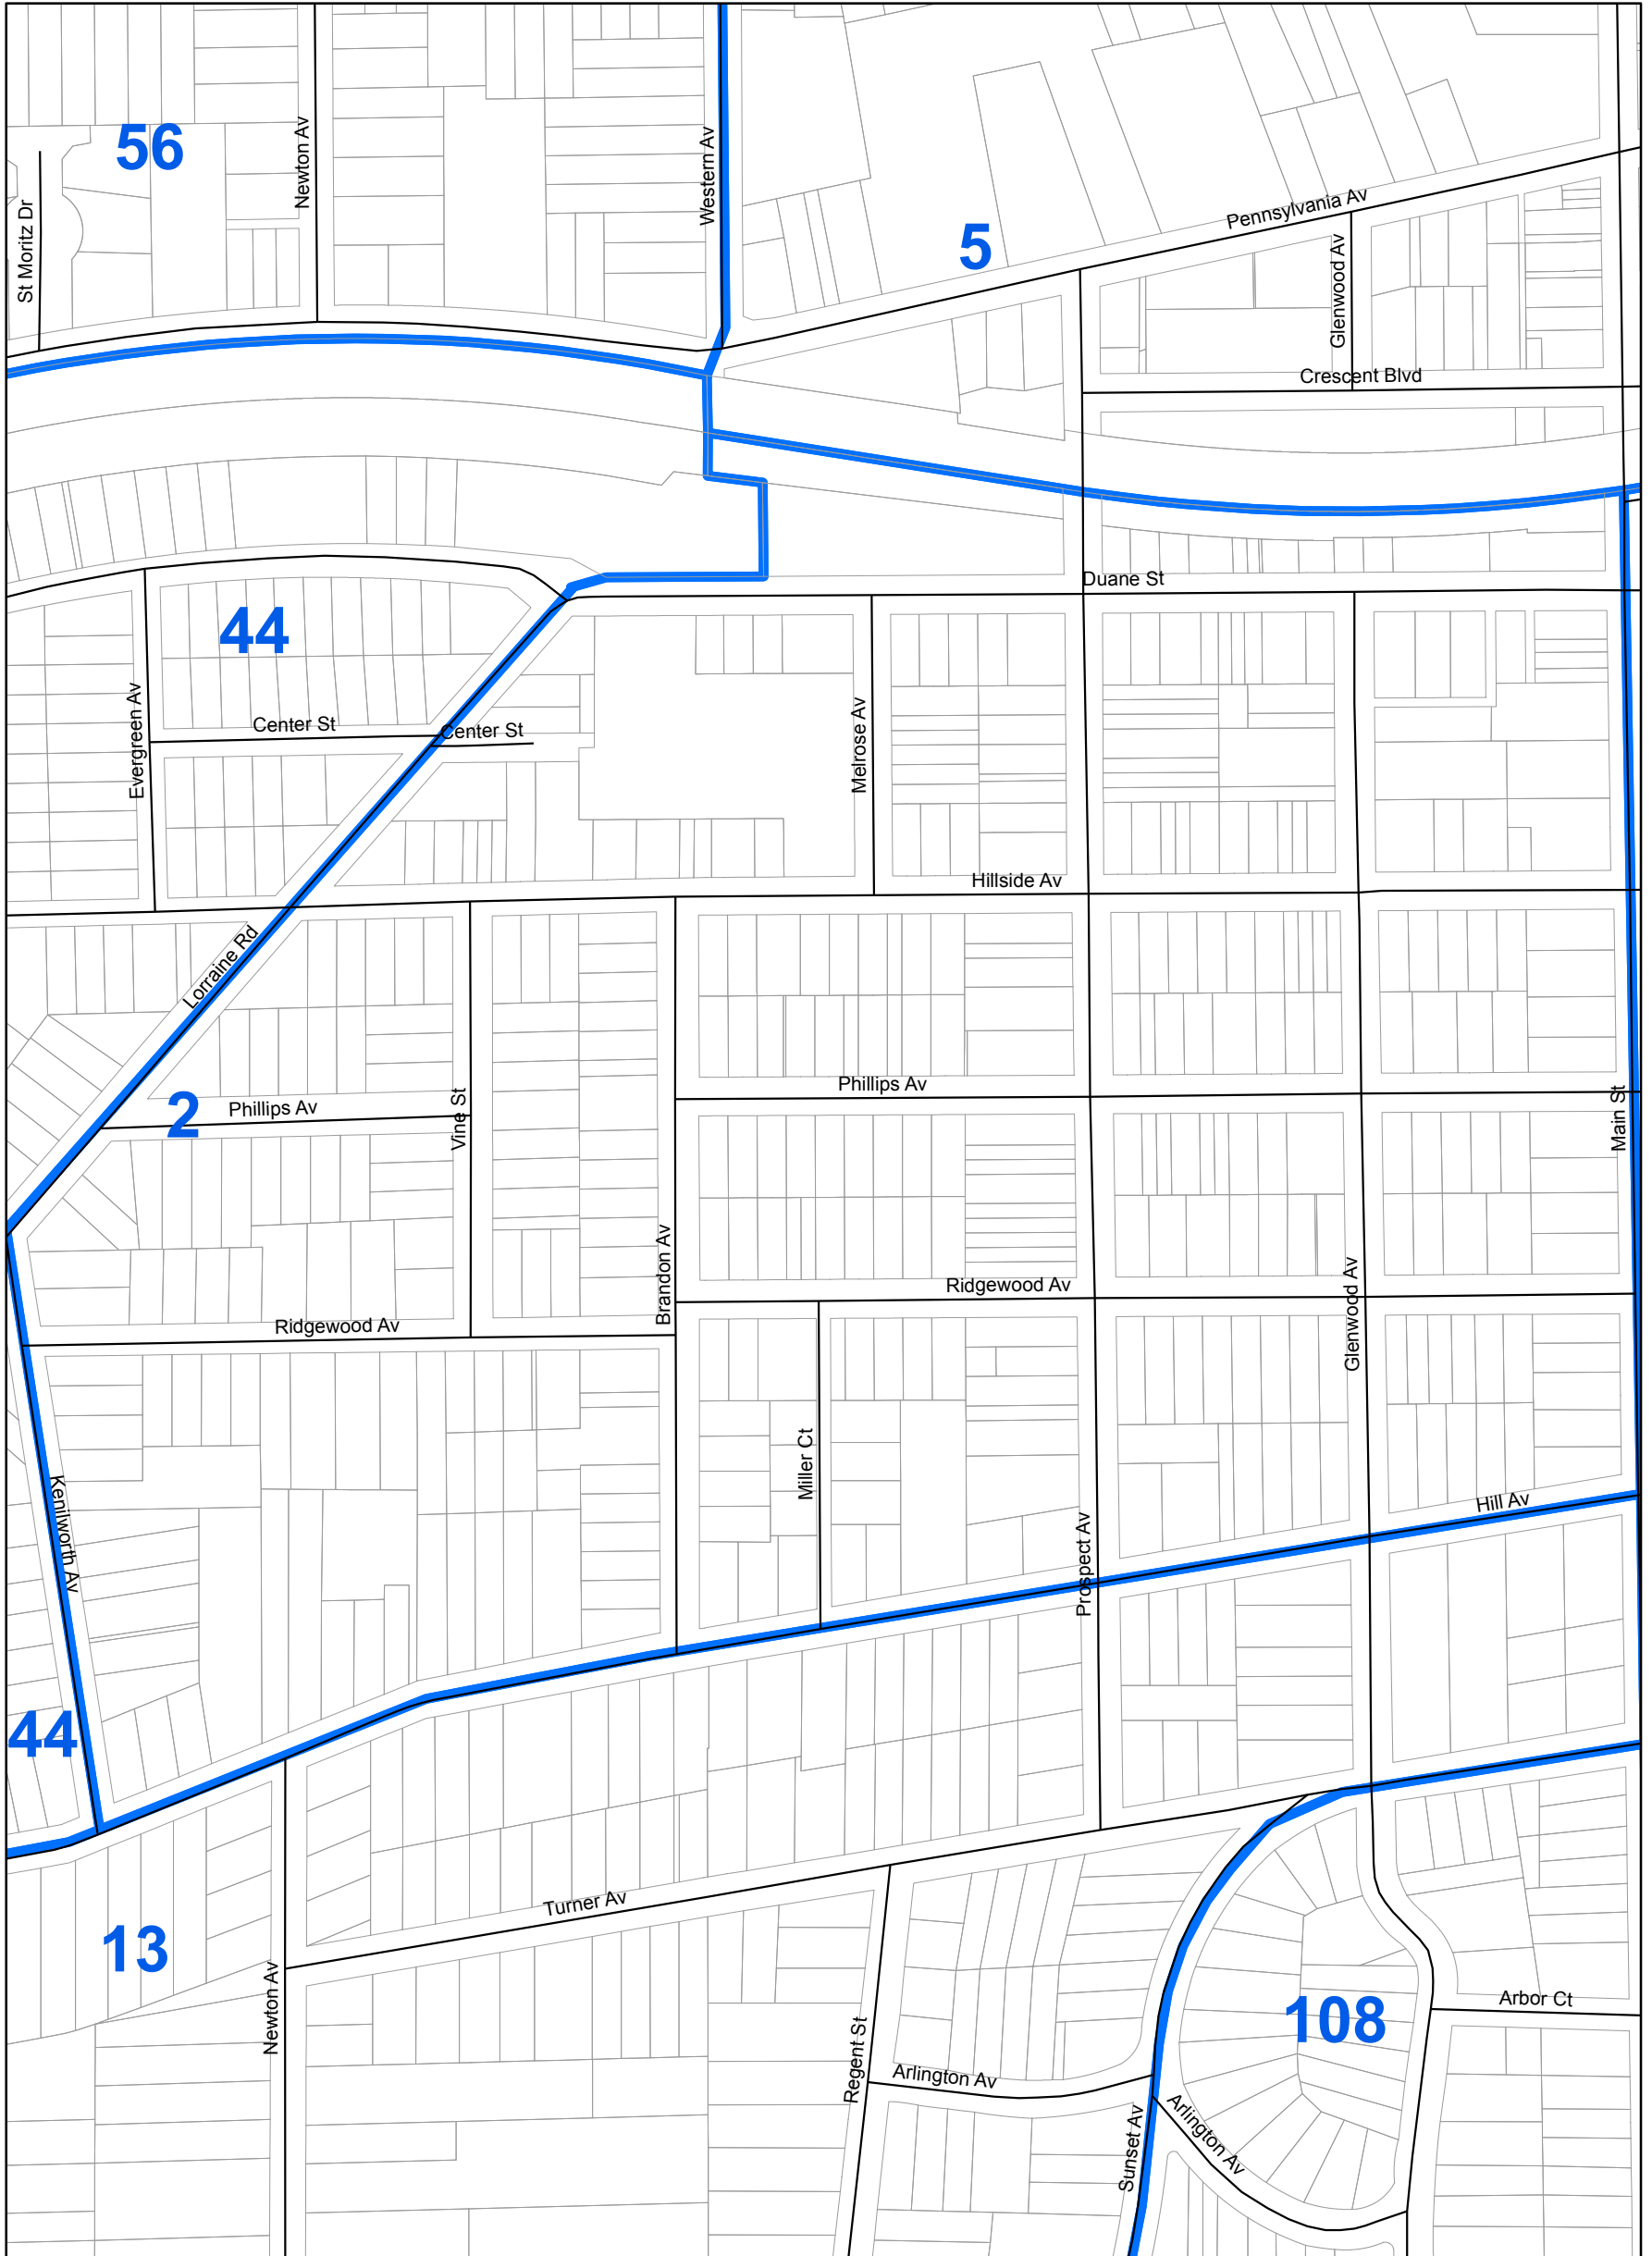 56
Newton Av
Western Av
St Moritz Dr
5
Pennsylvania Av
Glenwood Av
Crescent Blvd
Duane St
44
Evergreen Av
Center St
Center St
Melrose Av
Hillside Av
Lorraine Rd
Phillips Av
2
Phillips Av
Vine St
Main St
Brandon Av
Ridgewood Av
Glenwood Av
Ridgewood Av
Miller Ct
Kenilworth Av
Hill Av
Prospect Av
44
Turner Av
13
Newton Av
108
Arbor Ct
Regent St
Arlington Av
Arlington Av
Sunset Av